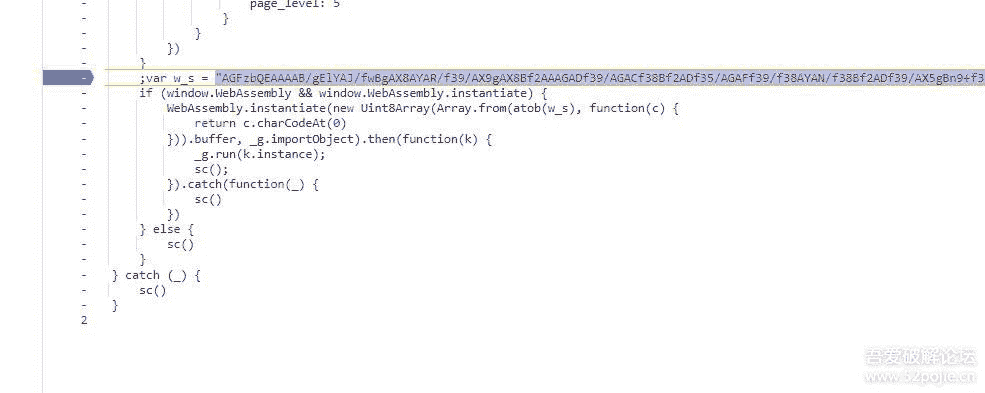 page_level: 5
}
}
})
}
;var w_s = "AGFzbQEAAAAB/gElYAJ/fwBgAX8AYAR/f39/AX9gAX8Bf2AAAGADf39/AGACf38Bf2ADf35/AGAFf39/f38AYAN/f38Bf2ADf39/AX5gBn9+f3
if (window.WebAssembly && window.WebAssembly.instantiate) {
WebAssembly.instantiate(new Uint8Array(Array.from(atob(w_s), function(c) {
return c.charCodeAt(0)
})).buffer, _g.importObject).then(function(k) {
_g.run(k.instance);
sc();
}).catch(function(_) {
sc()
})
} else {
sc()
}
} catch (_) {
sc()
}
2
吾爱破解论坛
www.52pojie.cn